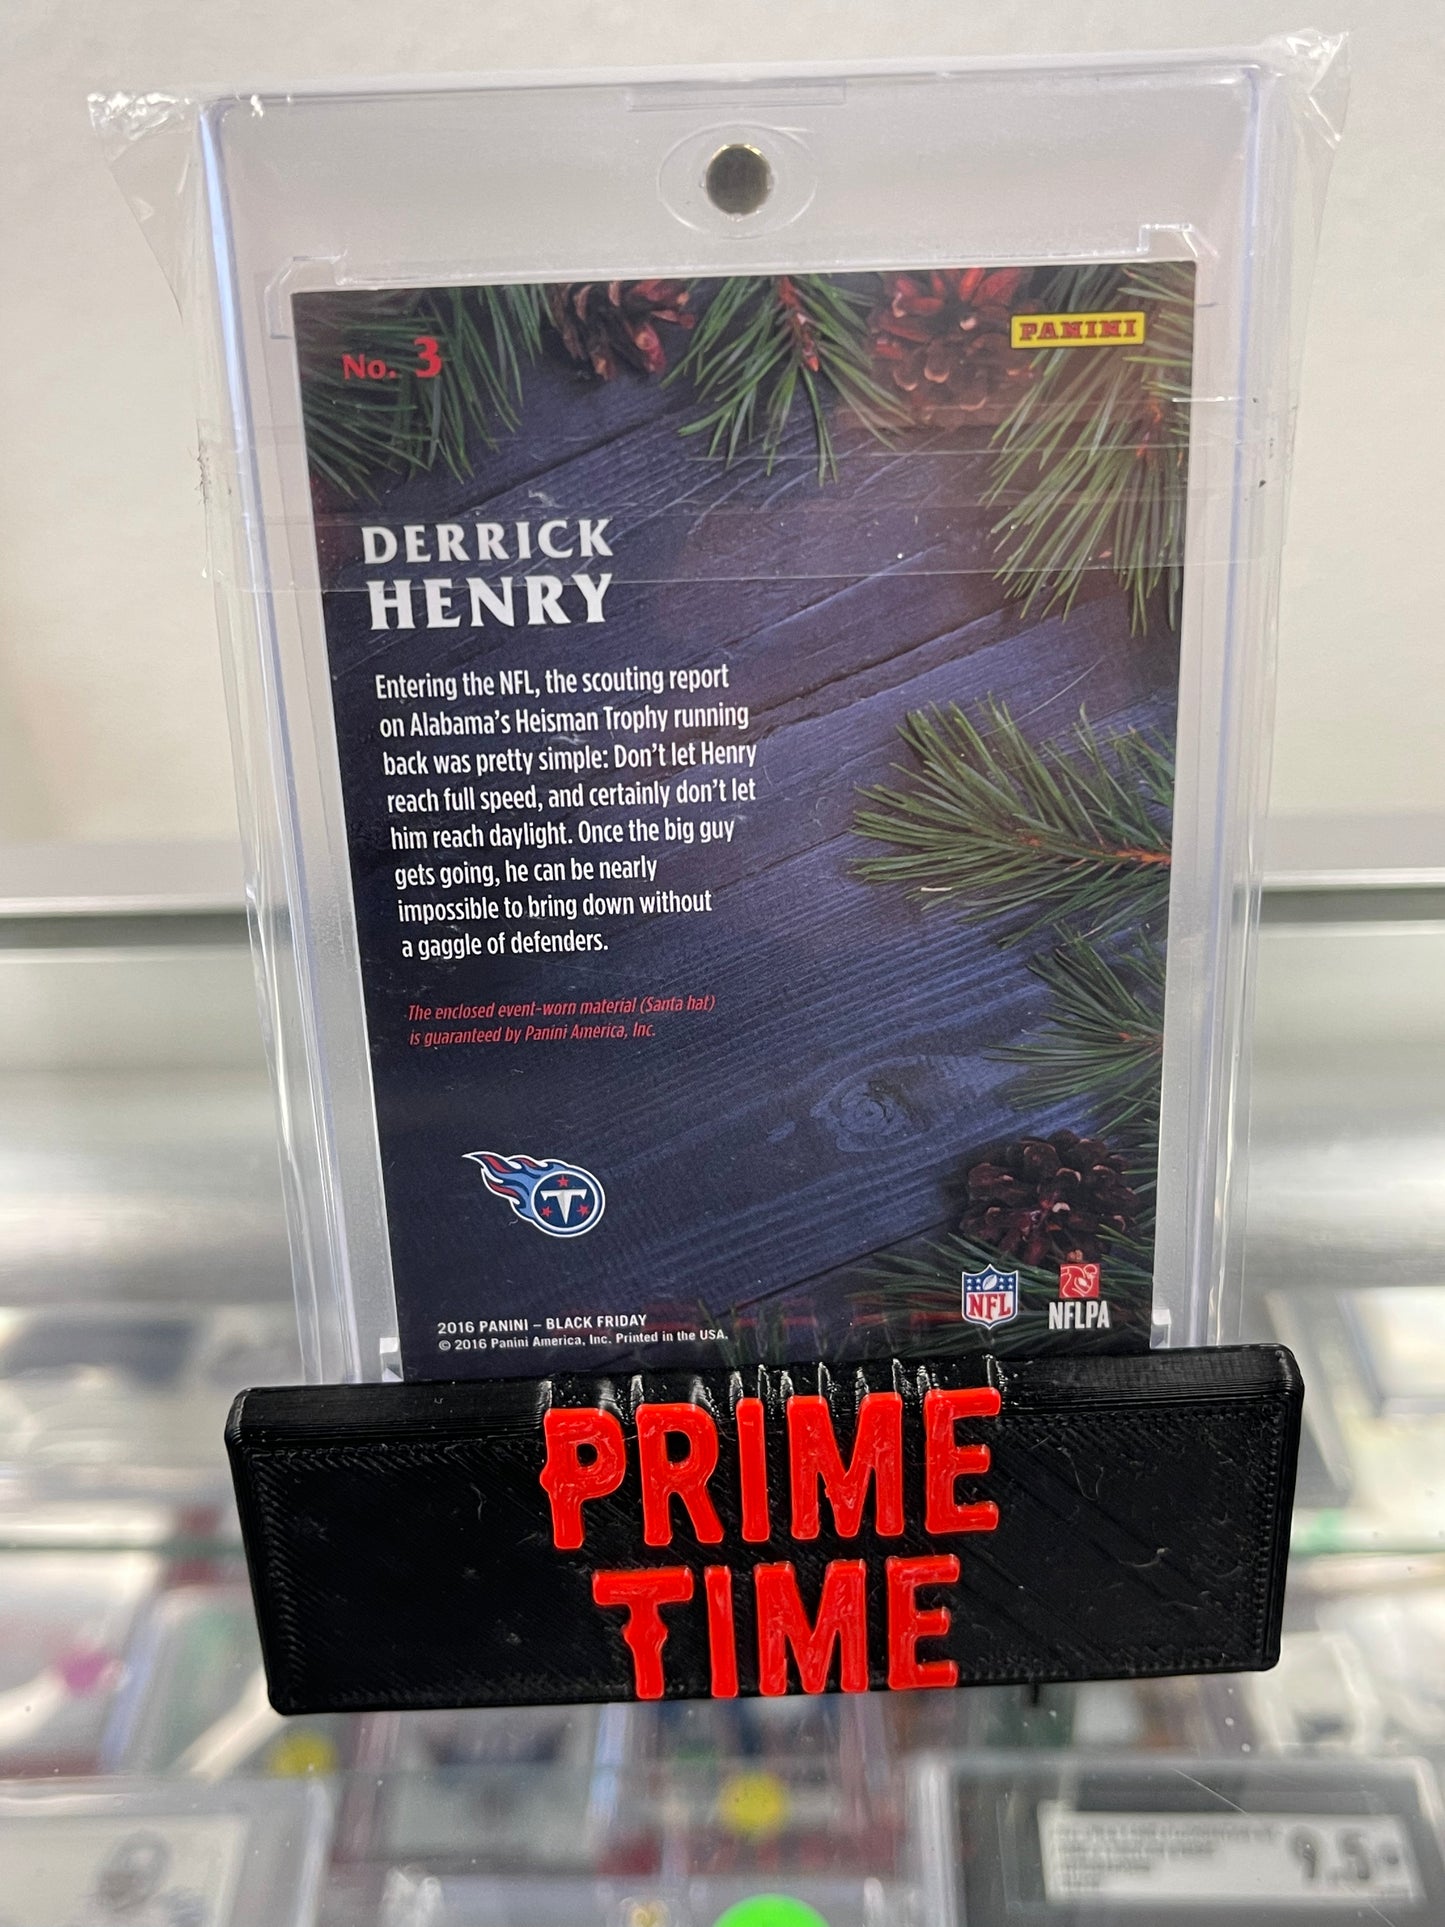 No. 3
PANINI
DERRICK
HENRY
Entering the NFL, the scouting report
on Alabama's Heisman Trophy running
back was pretty simple: Don't let Henry
reach full speed, and certainly don't let
him reach daylight. Once the big guy
gets going, he can be nearly
impossible to bring down without
a gaggle of defenders.
The enclosed event-worn material (Santa hat)
is guaranteed by Panini America, Inc.
T
NFL
NFLPA
2016 PANINI – BLACK FRIDAY
© 2016 Panini America, Inc. Printed in the USA.
PRIME
TIME
9.5